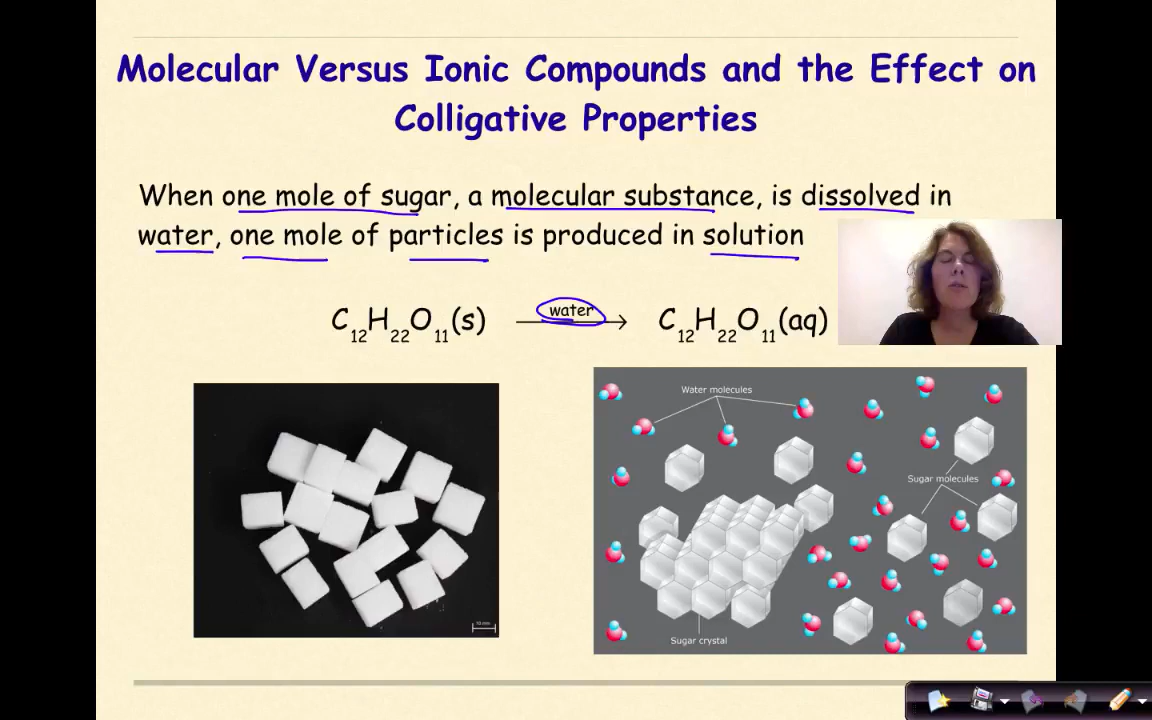 Molecular Versus Ionic Compounds and the Effect on
Colligative Properties
When one mole of sugar, a molecular substance, is dissolved in
water, one mole of particles is produced in solution
C₁₂H₂₂O₁₁(s) water → C₁₂H₂₂O₁₁(aq)
Water molecules
Sugar molecules
Sugar crystal